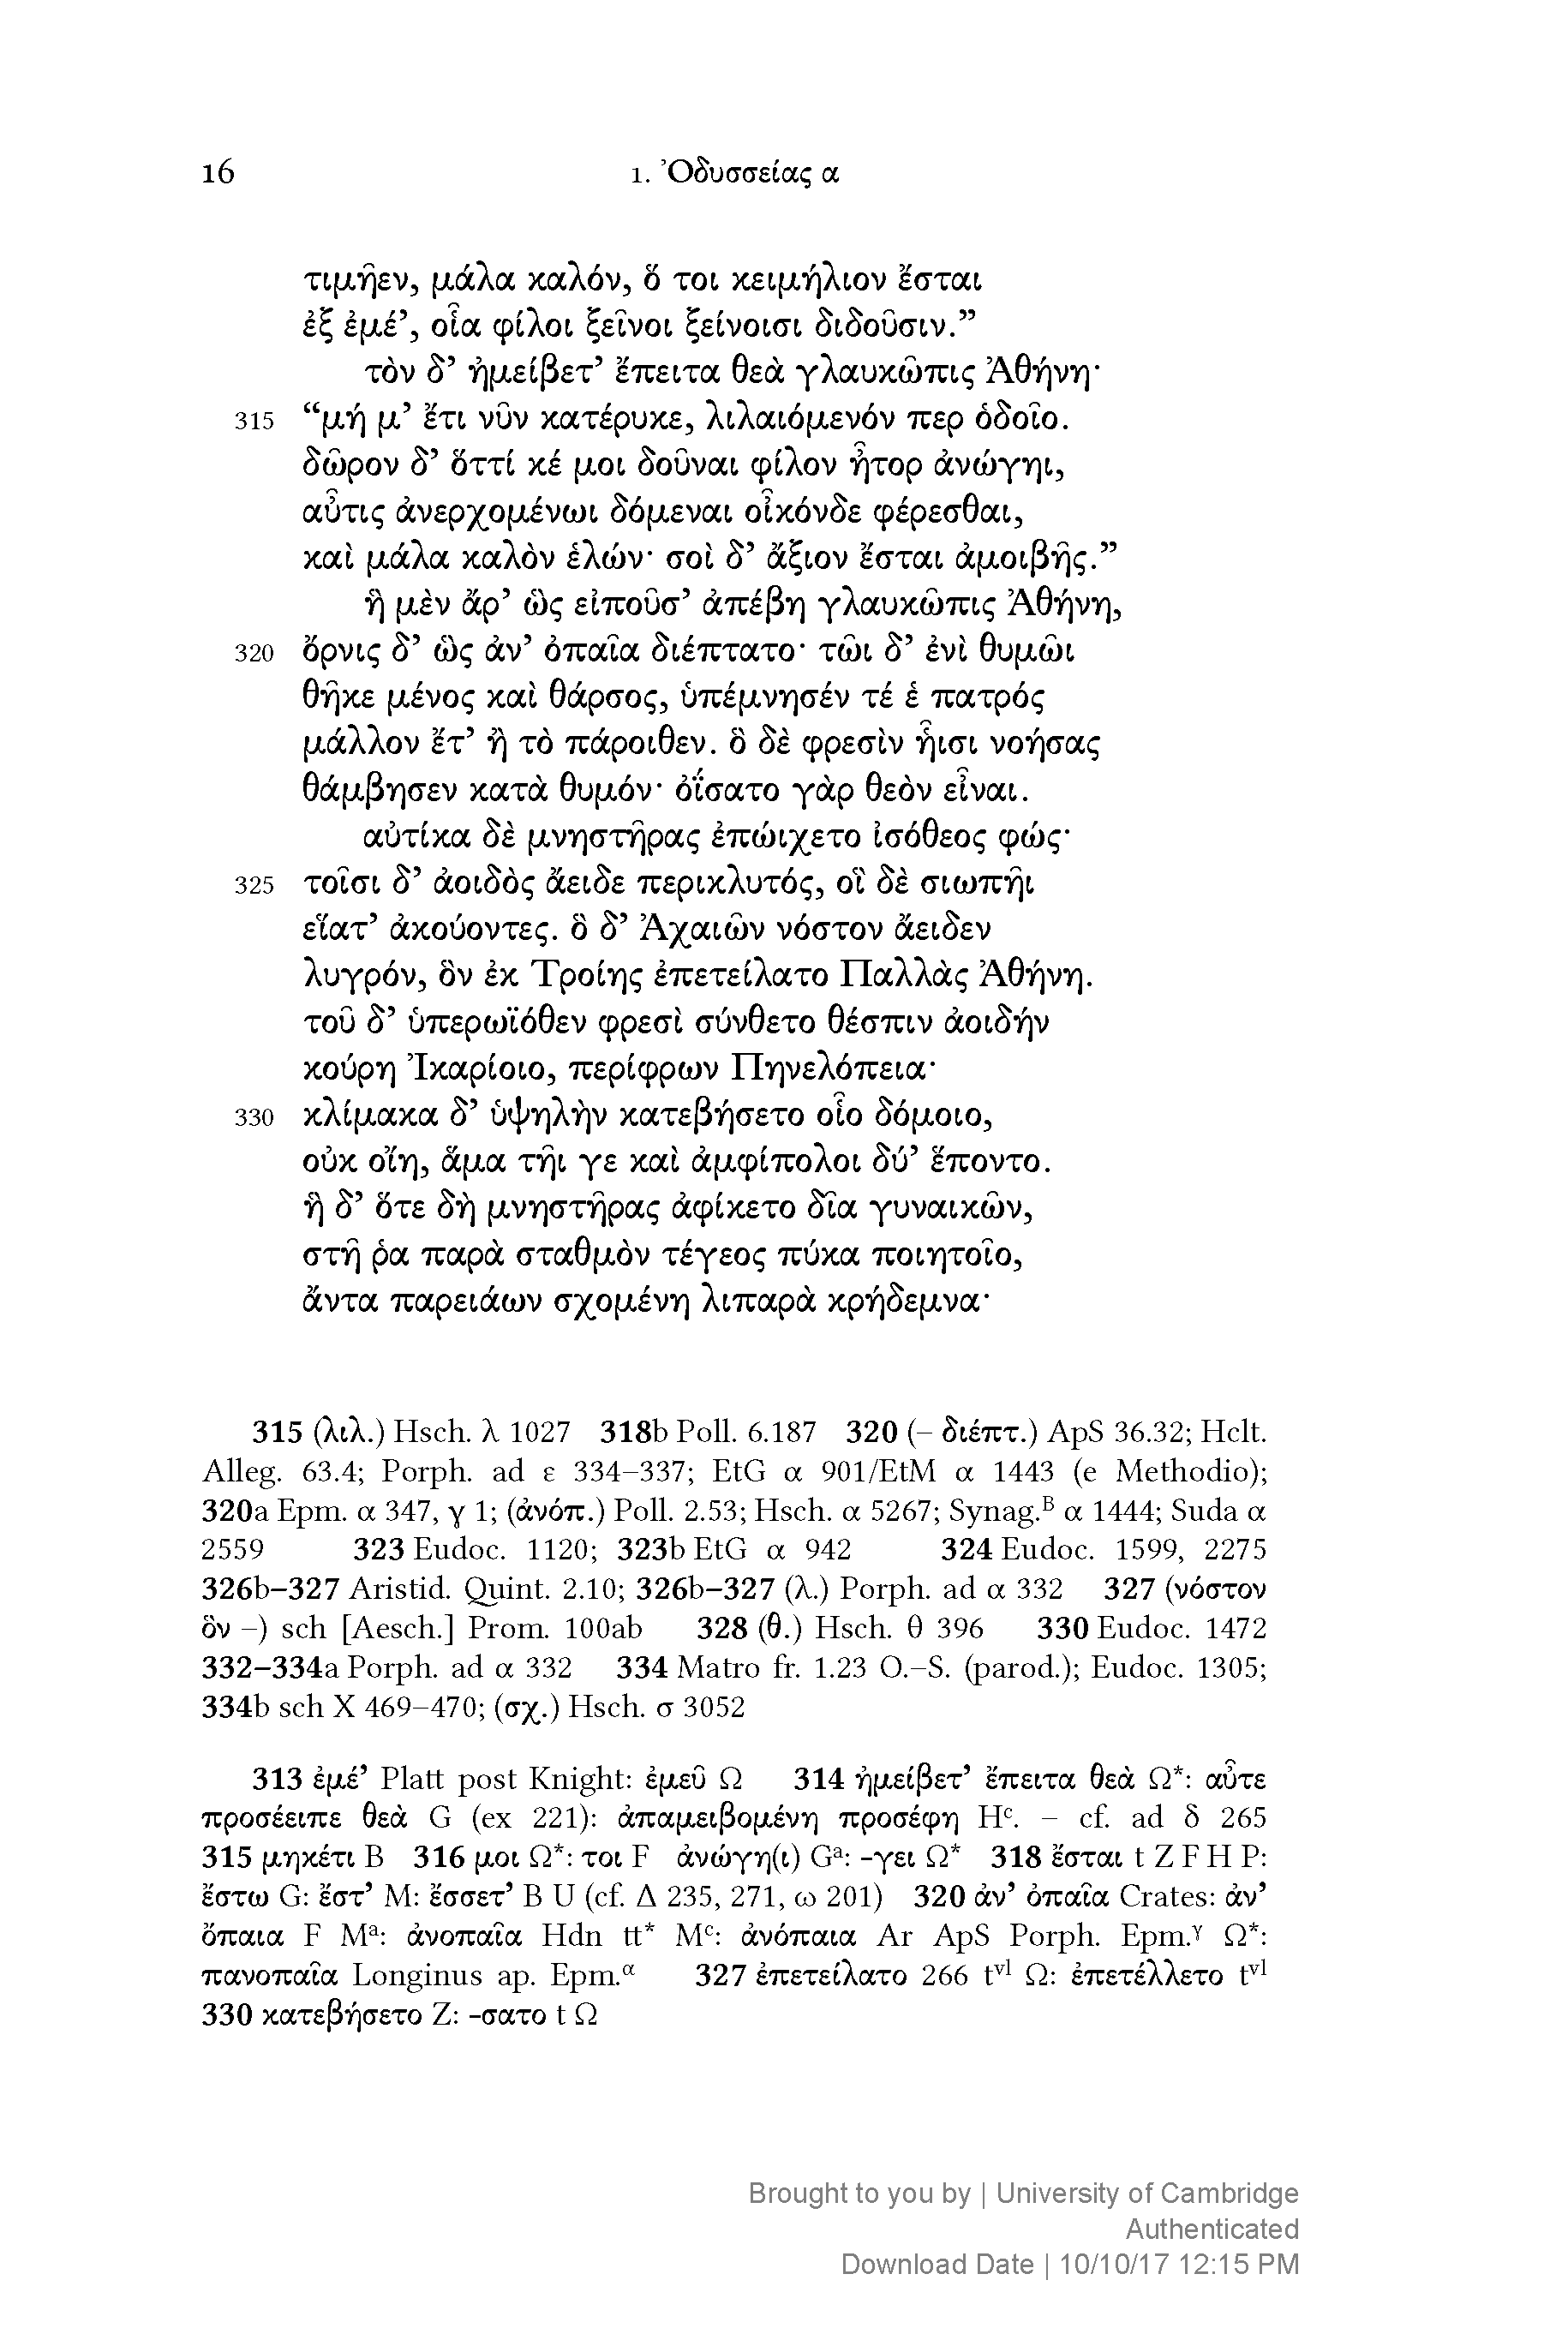 16 1. Ὀδυσσείας α
τιμῆεν, μάλα καλόν, ὅ τοι κειμήλιον ἔσται
ἐξ ἐμέ’, οἷα φίλοι ξεῖνοι ξείνοισι διδοῦσιν.”
τὸν δ’ ἠμείβετ’ ἔπειτα θεὰ γλαυκῶπις Ἀθήνη·
315 “μή μ’ ἔτι νῦν κατέρυκε, λιλαιόμενόν περ ὁδοῖο.
δῶρον δ’ ὅττί κέ μοι δοῦναι φίλον ἦτορ ἀνώγηι,
αὖτις ἀνερχομένωι δόμεναι οἶκόνδε φέρεσθαι,
καὶ μάλα καλὸν ἑλών· σοὶ δ’ ἄξιον ἔσται ἀμοιβῆς.”
ἣ μὲν ἄρ’ ὣς εἰποῦσ’ ἀπέβη γλαυκῶπις Ἀθήνη,
320 ὄρνις δ’ ὣς ἀν’ ὀπαῖα διέπτατο· τῶι δ’ ἐνὶ θυμῶι
θῆκε μένος καὶ θάρσος, ὑπέμνησέν τέ ἑ πατρός
μάλλον ἔτ’ ἢ τὸ πάροιθεν. ὃ δὲ φρεσὶν ἧισι νοήσας
θάμβησεν κατὰ θυμόν· ὀΐσατο γὰρ θεὸν εἶναι.
αὐτίκα δὲ μνηστῆρας ἐπώιχετο ἰσόθεος φώς·
325 τοῖσι δ’ ἀοιδὸς ἄειδε περικλυτός, οἳ δὲ σιωπῆι
εἵατ’ ἀκούοντες. ὃ δ’ Ἀχαιῶν νόστον ἄειδεν
λυγρόν, ὃν ἐκ Τροίης ἐπετείλατο Παλλὰς Ἀθήνη.
τοῦ δ’ ὑπερωϊόθεν φρεσὶ σύνθετο θέσπιν ἀοιδήν
κούρη Ἰκαρίοιο, περίφρων Πηνελόπεια·
330 κλίμακα δ’ ὑψηλὴν κατεβήσετο οἷο δόμοιο,
οὐκ οἴη, ἅμα τῆι γε καὶ ἀμφίπολοι δύ’ ἕποντο.
ἣ δ’ ὅτε δὴ μνηστῆρας ἀφίκετο δῖα γυναικῶν,
στῆ ῥα παρὰ σταθμὸν τέγεος πύκα ποιητοῖο,
ἄντα παρειάων σχομένη λιπαρὰ κρήδεμνα·
315 (λιλ.) Hsch. λ 1027 318b Poll. 6.187 320 (– διέπτ.) ApS 36.32; Hclt.
Alleg. 63.4; Porph. ad ε 334–337; EtG α 901/EtM α 1443 (e Methodio);
320a Epm. α 347, γ 1; (ἀνόπ.) Poll. 2.53; Hsch. α 5267; Synag.ᴮ α 1444; Suda α
2559 323 Eudoc. 1120; 323b EtG α 942 324 Eudoc. 1599, 2275
326b–327 Aristid. Quint. 2.10; 326b–327 (λ.) Porph. ad α 332 327 (νόστον
ὃν –) sch [Aesch.] Prom. 100ab 328 (θ.) Hsch. θ 396 330 Eudoc. 1472
332–334a Porph. ad α 332 334 Matro fr. 1.23 O.–S. (parod.); Eudoc. 1305;
334b sch X 469–470; (σχ.) Hsch. σ 3052
313 ἐμέ’ Platt post Knight: ἐμεῦ Ω 314 ἠμείβετ’ ἔπειτα θεὰ Ω*: αὖτε
προσέειπε θεὰ G (ex 221): ἀπαμειβομένη προσέφη Hᶜ. – cf. ad δ 265
315 μηκέτι B 316 μοι Ω*: τοι F ἀνώγη(ι) Gᵃ: -γει Ω* 318 ἔσται t Z F H P:
ἔστω G: ἔστ’ M: ἔσσετ’ B U (cf. Δ 235, 271, ω 201) 320 ἀν’ ὀπαῖα Crates: ἀν’
ὄπαια F Mᵃ: ἀνοπαῖα Hdn tt* Mᶜ: ἀνόπαια Ar ApS Porph. Epm.ᵞ Ω*:
πανοπαῖα Longinus ap. Epm.ᵅ 327 ἐπετείλατο 266 tᵛˡ Ω: ἐπετέλλετο tᵛˡ
330 κατεβήσετο Z: -σατο t Ω
Brought to you by | University of Cambridge
Authenticated
Download Date | 10/10/17 12:15 PM